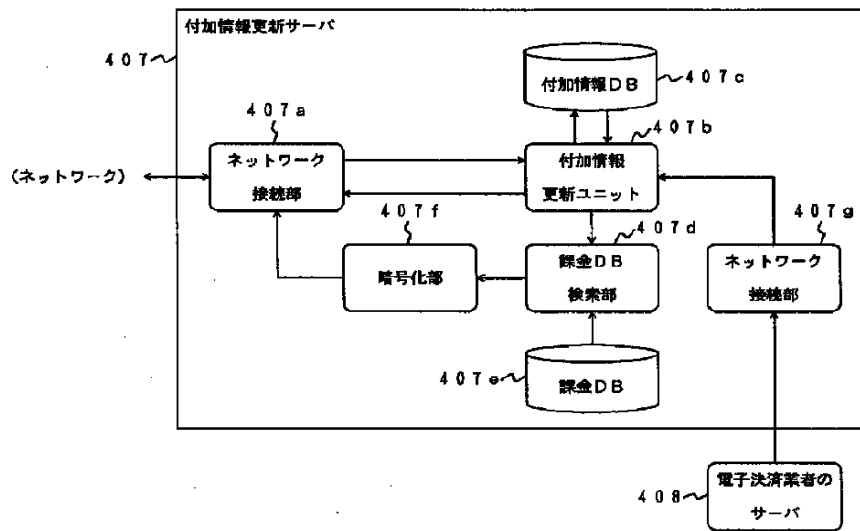 付加情報更新サーバ
407
付加情報DB
407c
407a
407b
(ネットワーク)
ネットワーク
接続部
付加情報
更新ユニット
407f
407d
407g
暗号化部
課金DB
検索部
ネットワーク
接続部
407e
課金DB
408
電子決済業者の
サーバ